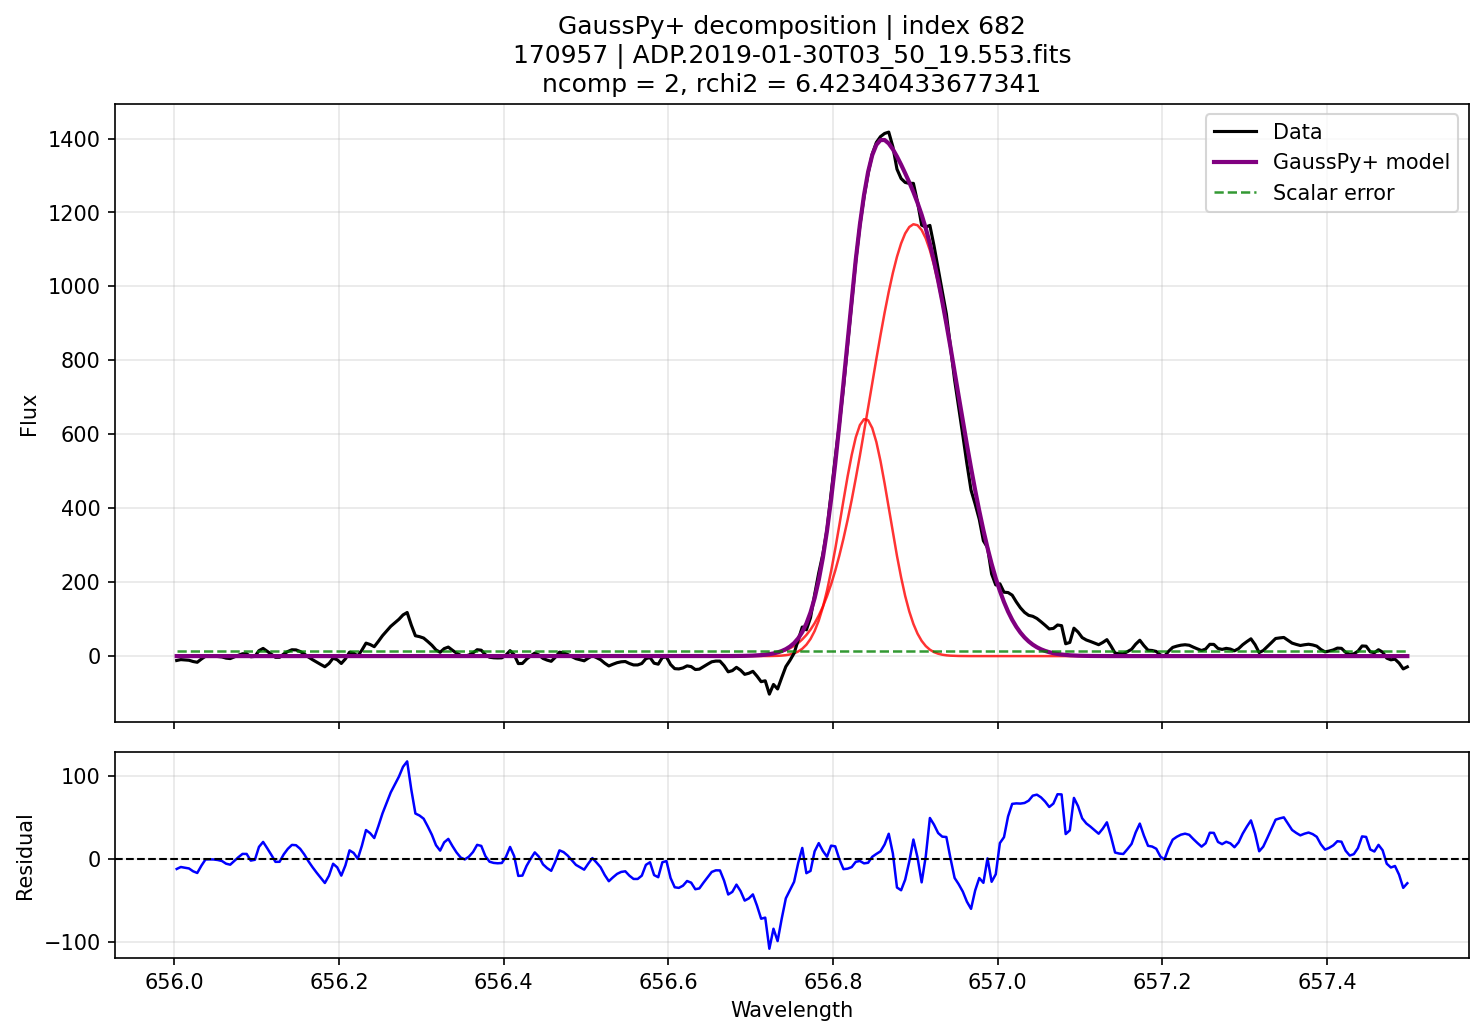 GaussPy+ decomposition | index 682
170957 | ADP.2019-01-30T03_50_19.553.fits
ncomp = 2, rchi2 = 6.42340433677341
Data
GaussPy+ model
Scalar error
1400
1200
1000
800
600
400
200
0
Flux
100
0
−100
Residual
656.0 656.2 656.4 656.6 656.8 657.0 657.2 657.4
Wavelength